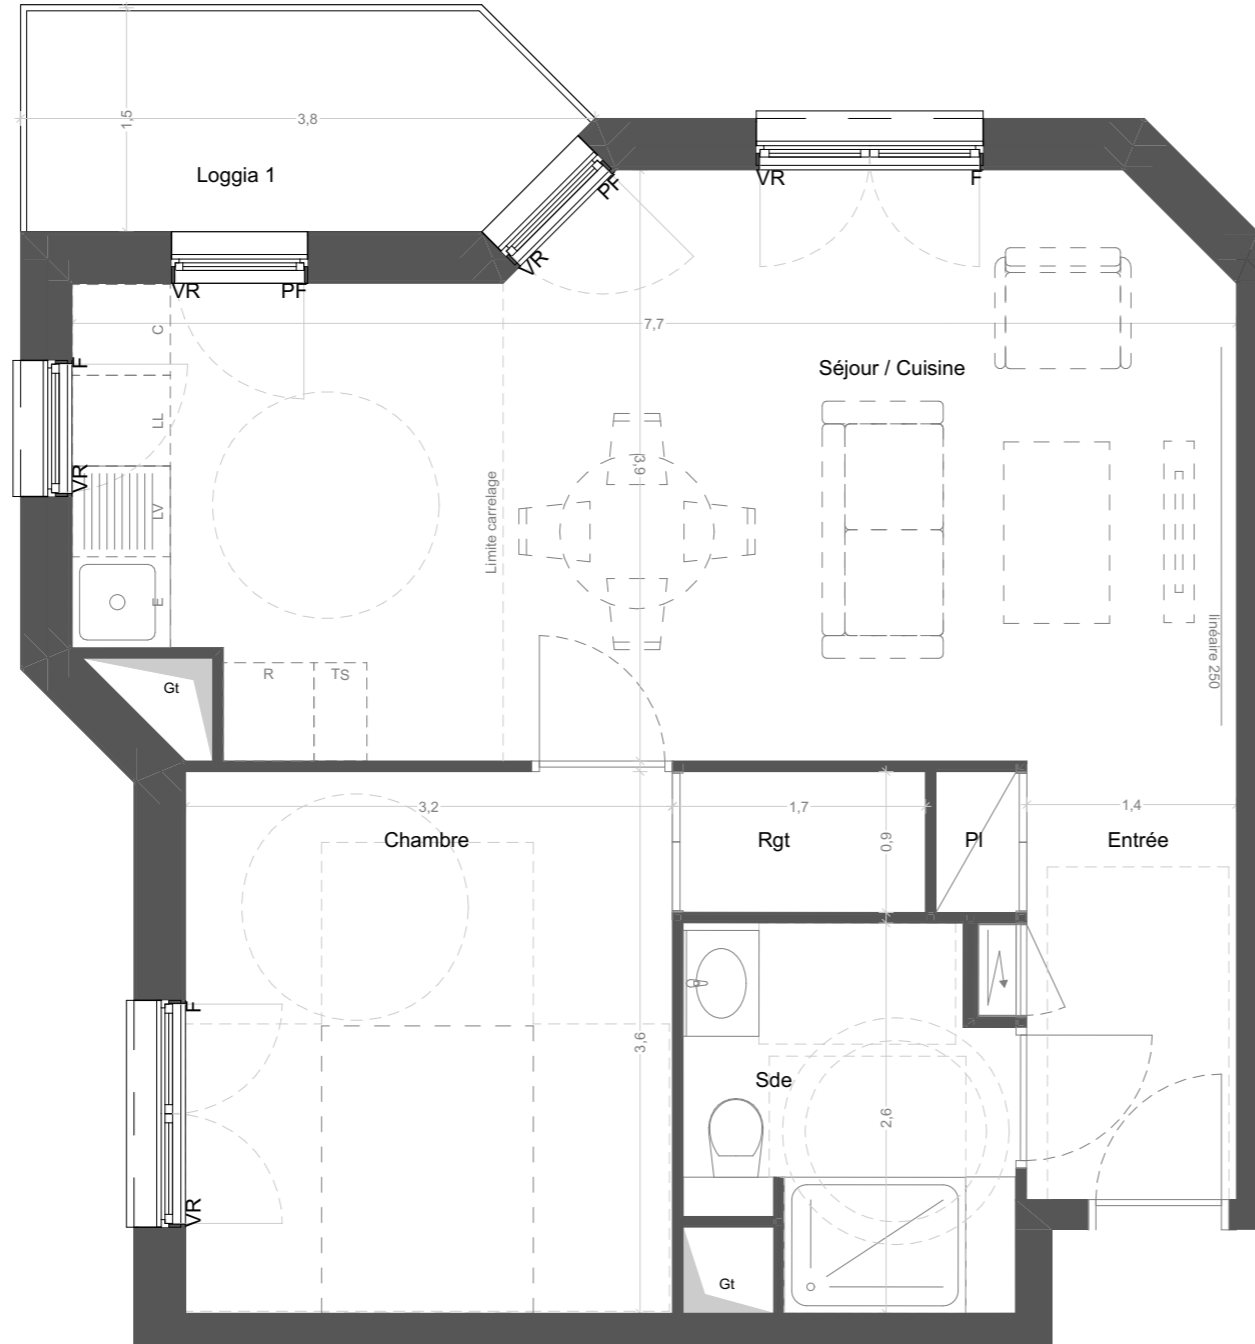 1,5
3,8
Loggia 1
PF
VR
VR
F
VR
PF
C
7,7
F
Séjour / Cuisine
LL
3,9
VR
Limite carrelage
LV
E
linéaire 250
Gt
R
TS
3,2
1,7
1,4
Chambre
Rgt
0,9
Pl
Entrée
F
3,6
Sde
2,6
VR
Gt